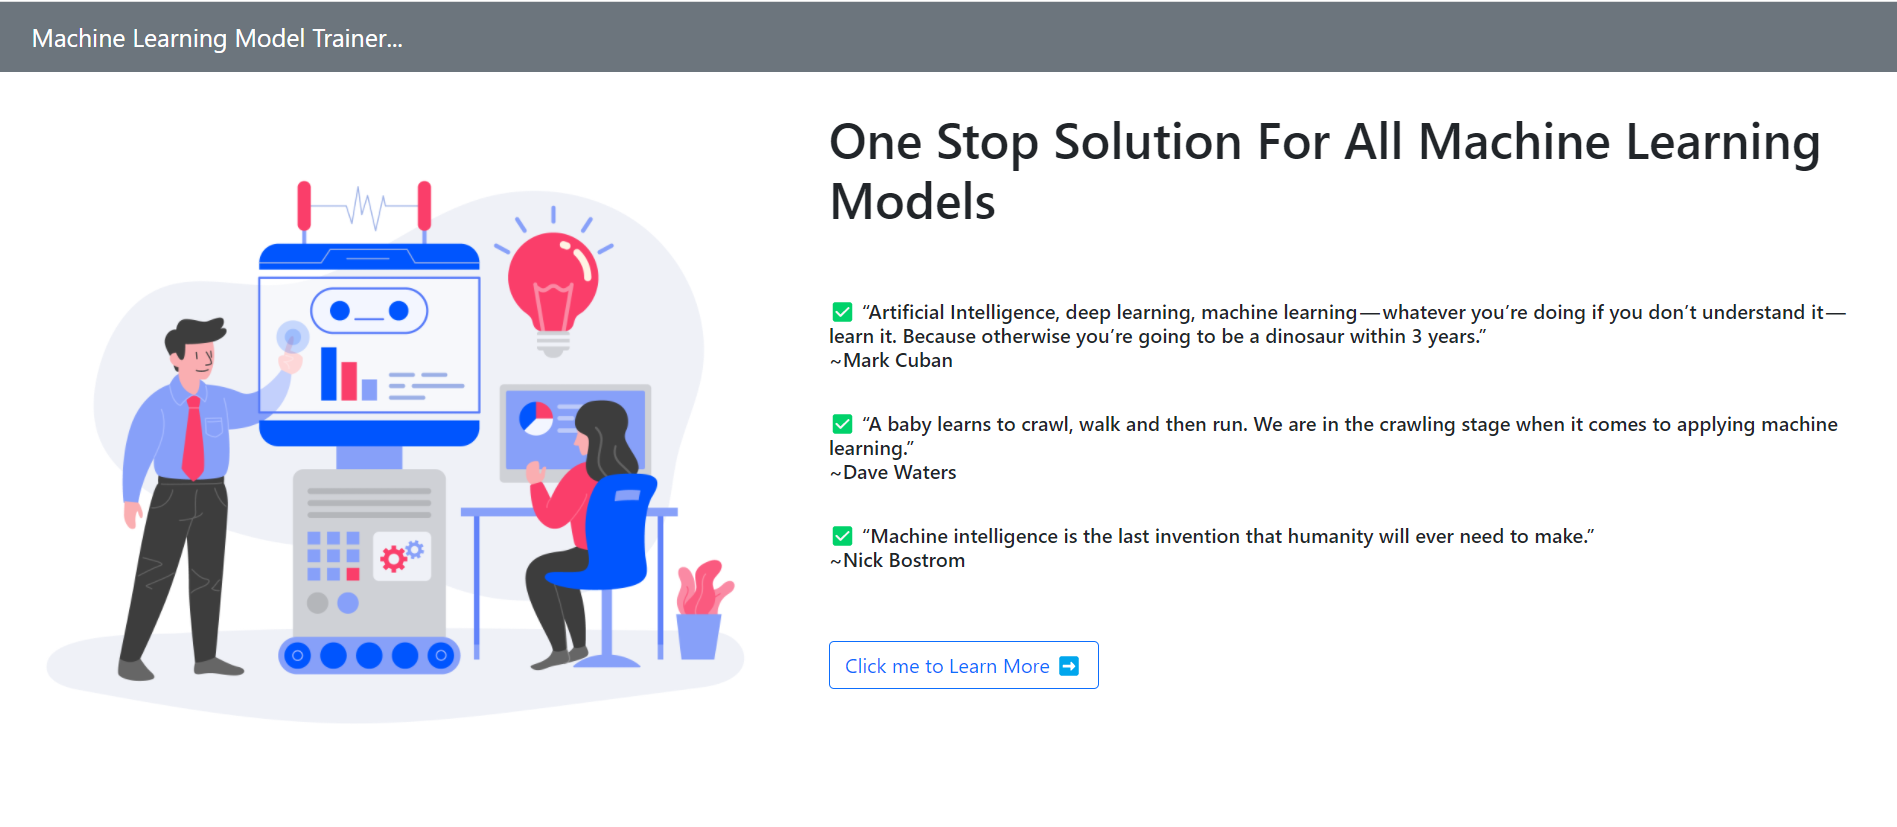 Machine Learning Model Trainer...
One Stop Solution For All Machine Learning
Models
✅ “Artificial Intelligence, deep learning, machine learning — whatever you’re doing if you don’t understand it —
learn it. Because otherwise you’re going to be a dinosaur within 3 years.”
~Mark Cuban
✅ “A baby learns to crawl, walk and then run. We are in the crawling stage when it comes to applying machine
learning.”
~Dave Waters
✅ “Machine intelligence is the last invention that humanity will ever need to make.”
~Nick Bostrom
Click me to Learn More ➡️